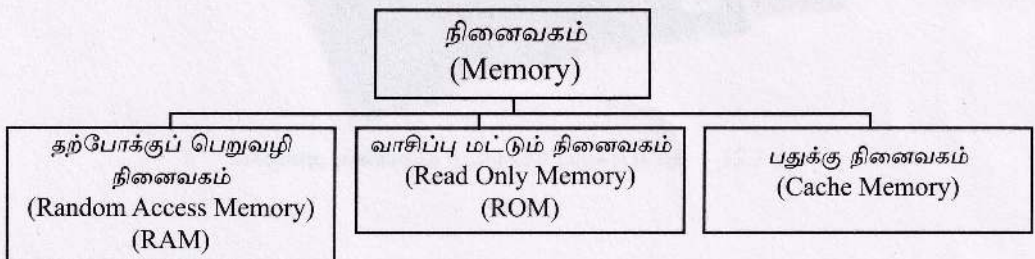 நினைவகம்
(Memory)
தற்போக்குப் பெறுவழி
நினைவகம்
(Random Access Memory)
(RAM)
வாசிப்பு மட்டும் நினைவகம்
(Read Only Memory)
(ROM)
பதுக்கு நினைவகம்
(Cache Memory)